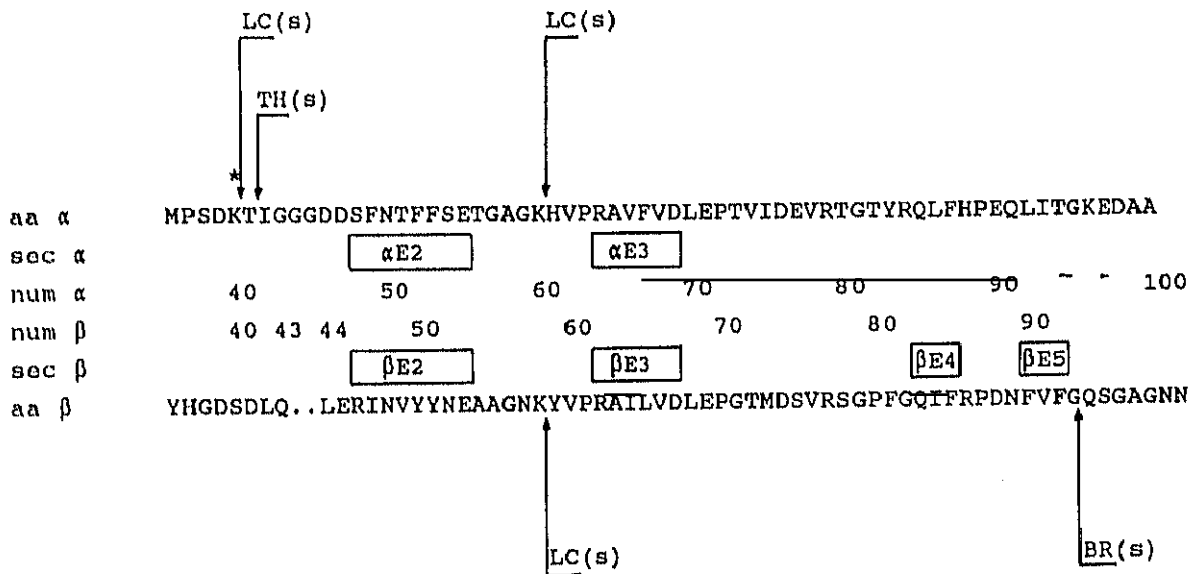 LC(s) LC(s)
TH(s)
*
aa α MPSDKTIGGGDDSFNTFFSETGAGKHVPRAVFVDLEPTVIDEVRTGTYRQLFHPEQLITGKEDAA
sec α αE2 αE3
num α 40 50 60 70 80 90 100
num β 40 43 44 50 60 70 80 90
sec β βE2 βE3 βE4 βE5
aa β YHGDSDLQ..LERINVYYNEAAGNKYVPRAILVDLEPGTMDSVRSGPFGQIFRPDNFVFGQSGAGNN
LC(s) BR(s)